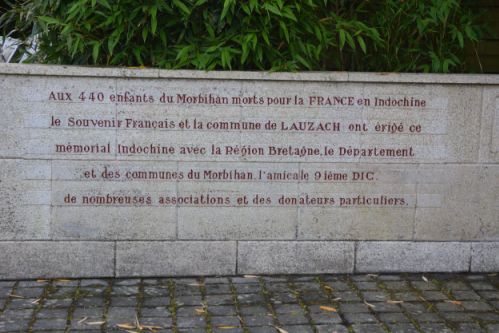 Aux 440 enfants du Morbihan morts pour la FRANCE en Indochine
le Souvenir Français et la commune de LAUZACH ont érigé ce
mémorial Indochine avec la Région Bretagne, le Département
et des communes du Morbihan, l'amicale 91ème DIC,
de nombreuses associations et des donateurs particuliers.